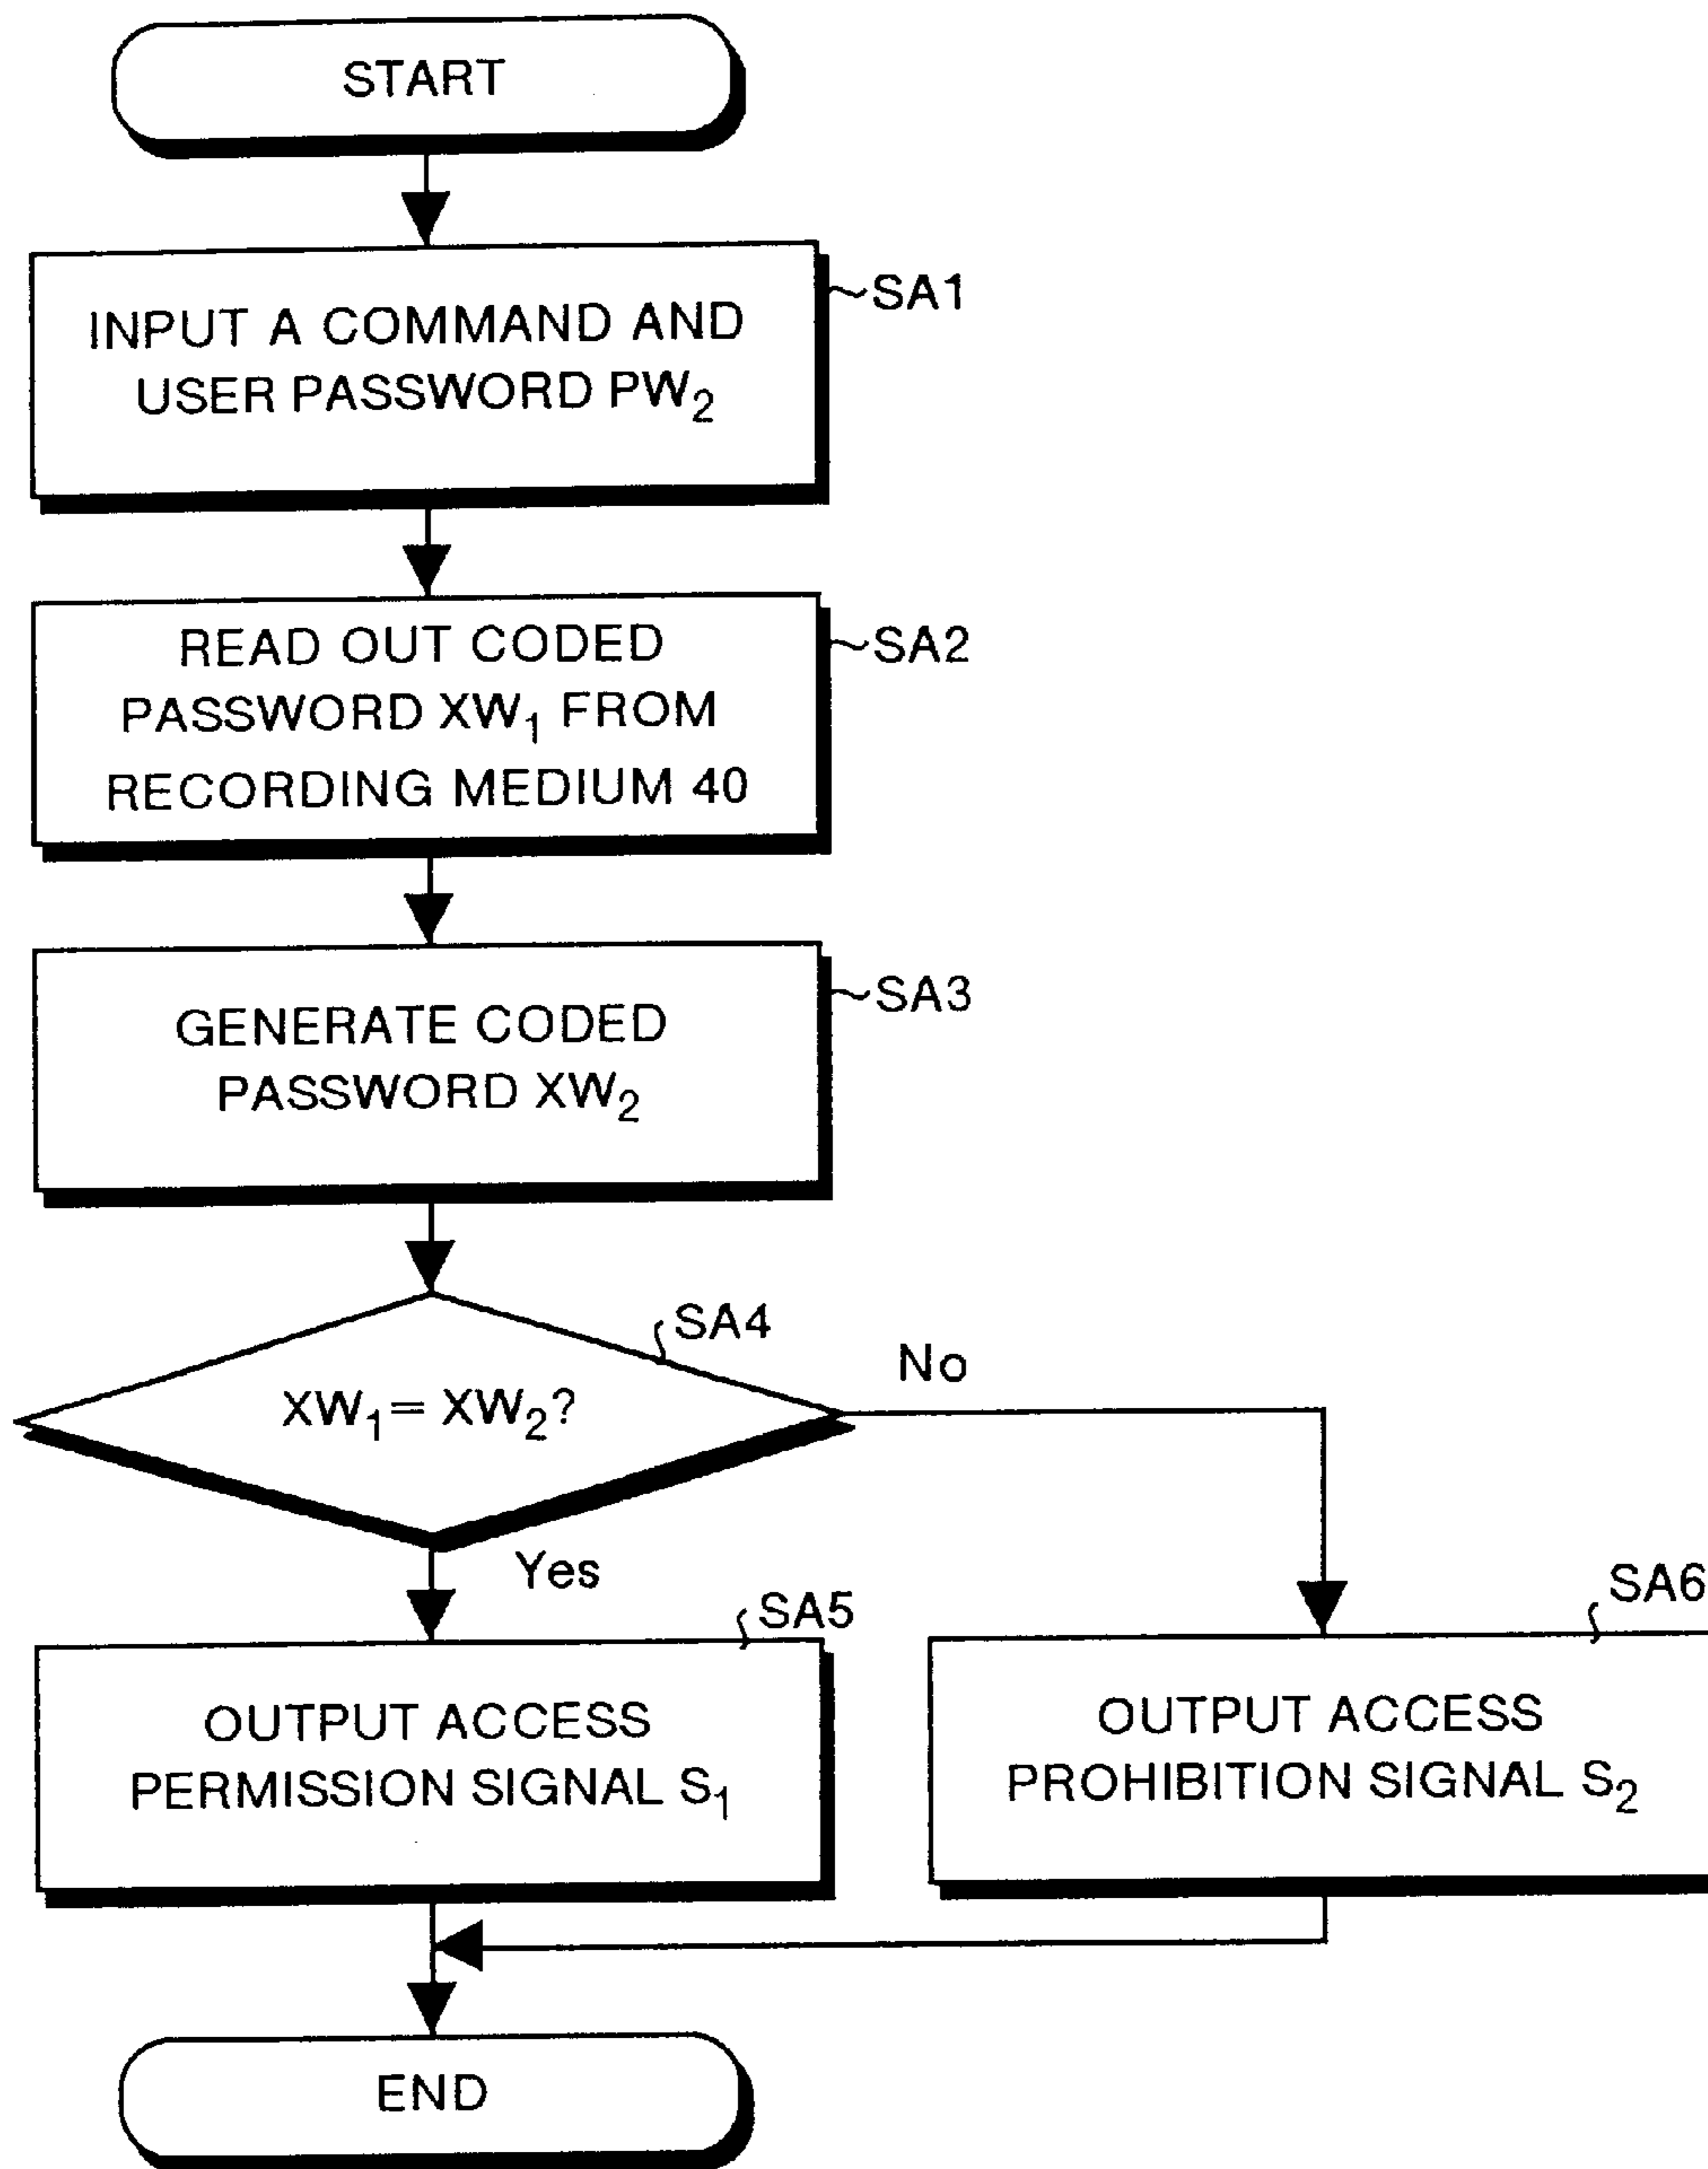 START
INPUT A COMMAND AND
USER PASSWORD PW₂
SA1
READ OUT CODED
PASSWORD XW₁ FROM
RECORDING MEDIUM 40
SA2
GENERATE CODED
PASSWORD XW₂
SA3
SA4
XW₁ = XW₂?
No
Yes
SA5
OUTPUT ACCESS
PERMISSION SIGNAL S₁
SA6
OUTPUT ACCESS
PROHIBITION SIGNAL S₂
END